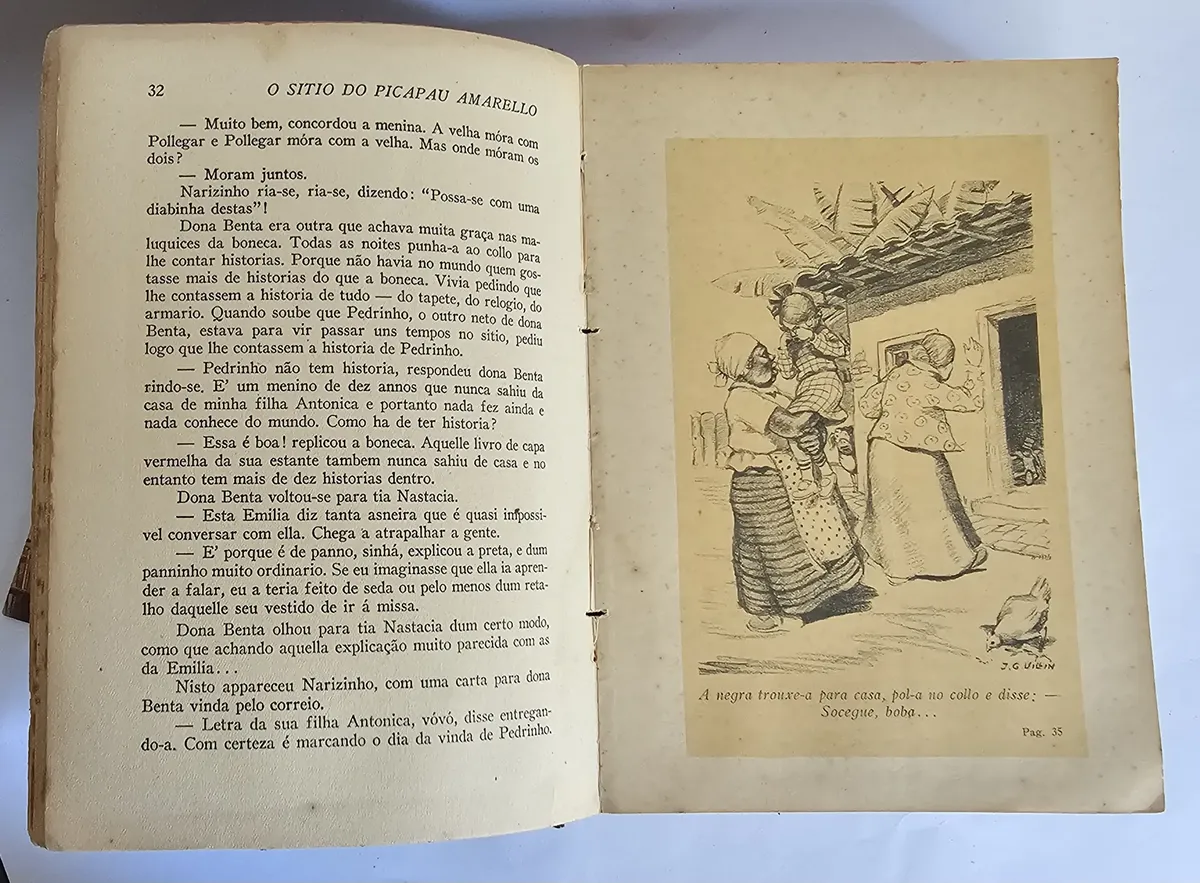 32 O SITIO DO PICAPAU AMARELLO
— Muito bem, concordou a menina. A velha móra com
Pollegar e Pollegar móra com a velha. Mas onde móram os
dois?
— Moram juntos.
Narizinho ria-se, ria-se, dizendo: "Possa-se com uma
diabinha destas"!
Dona Benta era outra que achava muita graça nas ma-
luquices da boneca. Todas as noites punha-a ao collo para
lhe contar historias. Porque não havia no mundo quem gos-
tasse mais de historias do que a boneca. Vivia pedindo que
lhe contassem a historia de tudo — do tapete, do relogio, do
armario. Quando soube que Pedrinho, o outro neto de dona
Benta, estava para vir passar uns tempos no sitio, pediu
logo que lhe contassem a historia de Pedrinho.
— Pedrinho não tem historia, respondeu dona Benta
rindo-se. E' um menino de dez annos que nunca sahiu da
casa de minha filha Antonica e portanto nada fez ainda e
nada conhece do mundo. Como ha de ter historia?
— Essa é boa! replicou a boneca. Aquelle livro de capa
vermelha da sua estante tambem nunca sahiu de casa e no
entanto tem mais de dez historias dentro.
Dona Benta voltou-se para tia Nastacia.
— Esta Emilia diz tanta asneira que é quasi impossi-
vel conversar com ella. Chega a atrapalhar a gente.
— E' porque é de panno, sinhá, explicou a preta, e dum
panninho muito ordinario. Se eu imaginasse que ella ia apren-
der a falar, eu a teria feito de seda ou pelo menos dum reta-
lho daquelle seu vestido de ir á missa.
Dona Benta olhou para tia Nastacia dum certo modo,
como que achando aquella explicação muito parecida com as
da Emilia...
Nisto appareceu Narizinho, com uma carta para dona
Benta vinda pelo correio.
— Letra da sua filha Antonica, vóvó, disse entregan-
do-a. Com certeza é marcando o dia da vinda de Pedrinho.
J. G. VILLIN
A negra trouxe-a para casa, pol-a no collo e disse: —
Socegue, boba...
Pag. 35